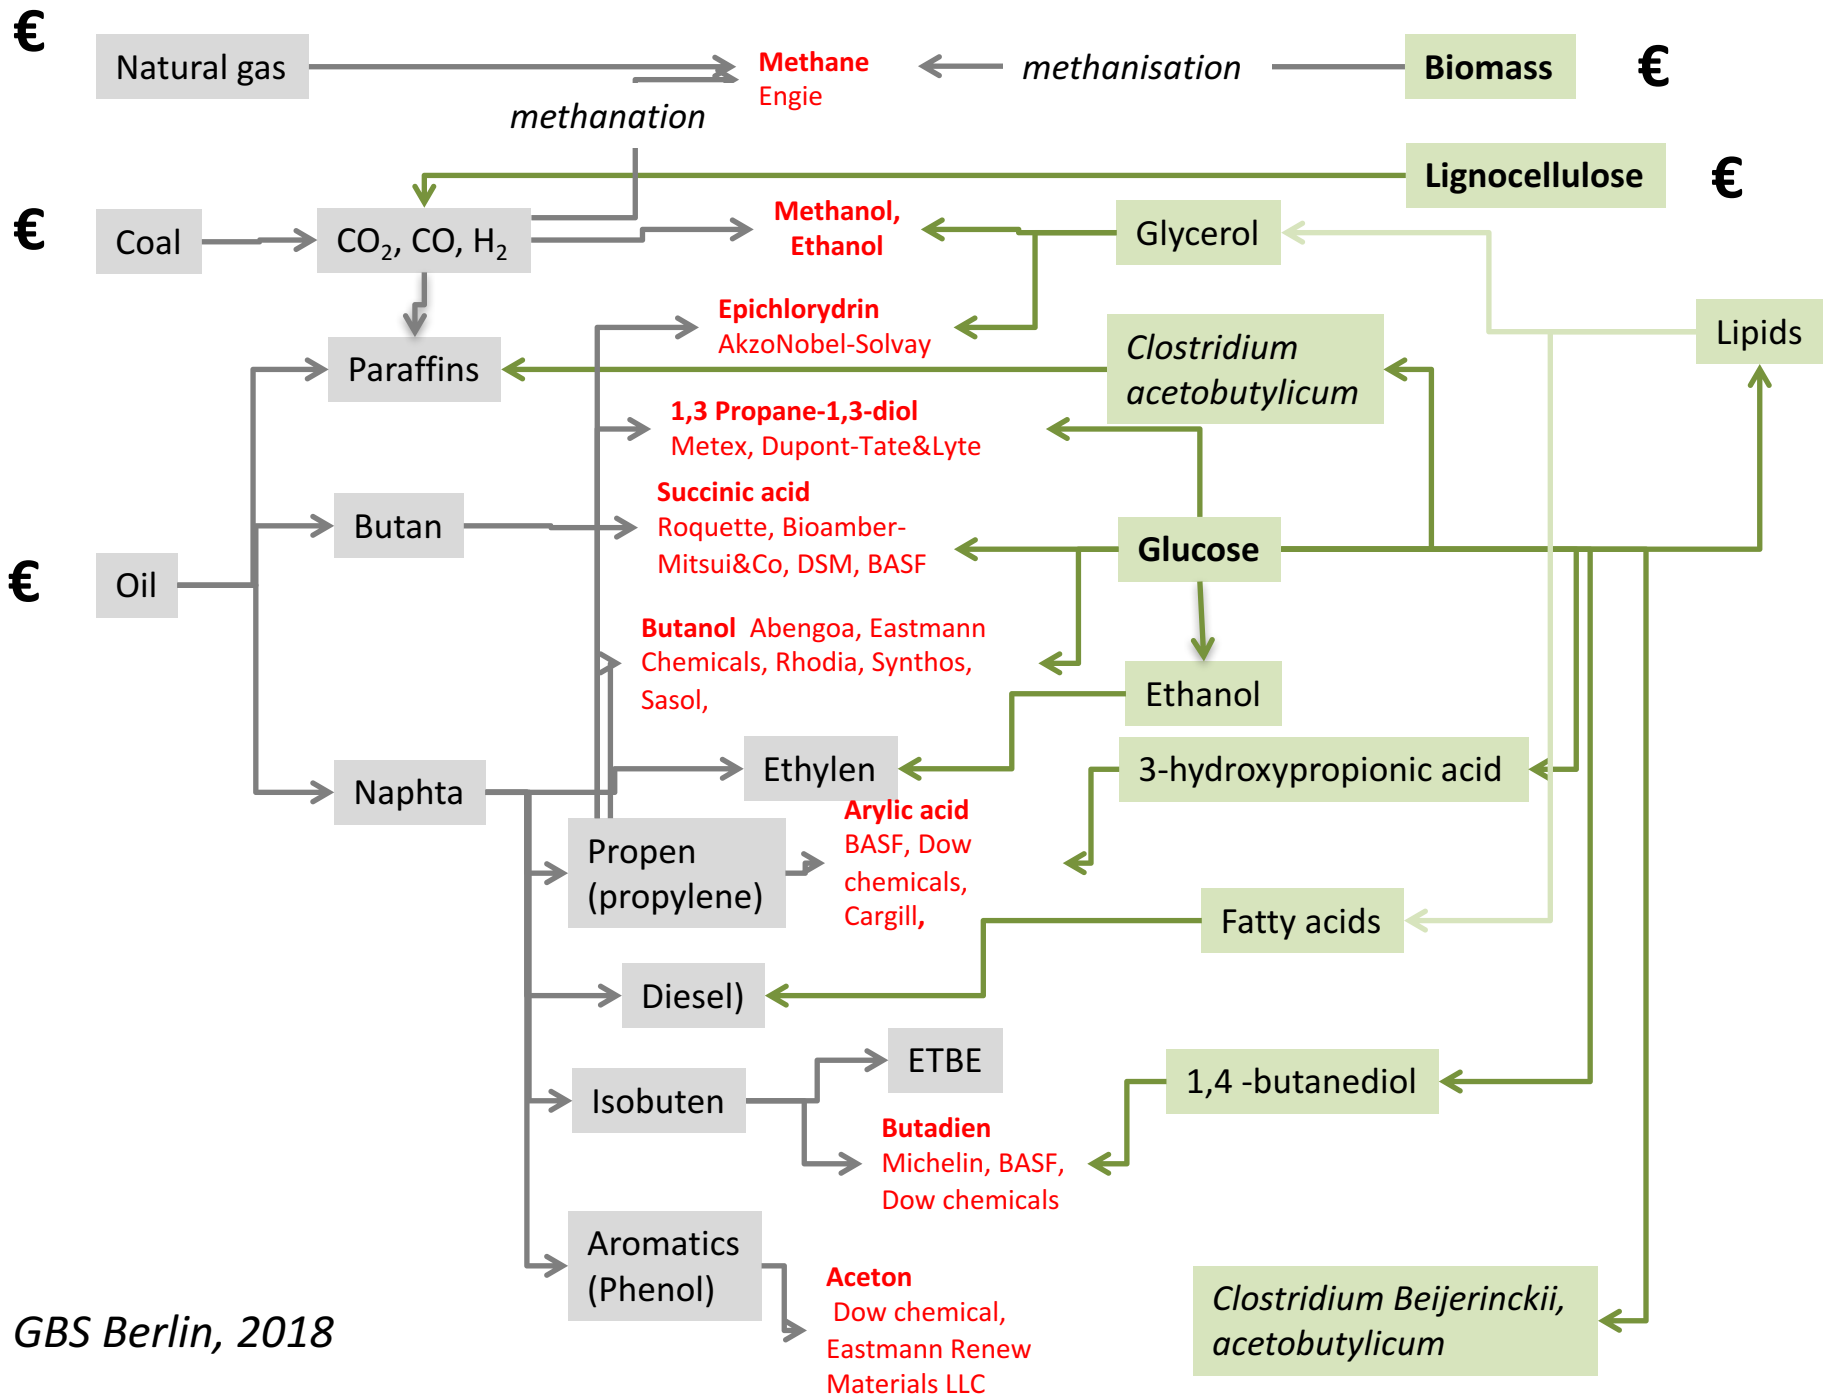 €
Natural gas
Methane
Engie
methanisation
Biomass
€
methanation
Lignocellulose
€
€
Coal
CO₂, CO, H₂
Methanol,
Ethanol
Glycerol
Epichlorydrin
AkzoNobel-Solvay
Paraffins
Clostridium
acetobutylicum
Lipids
1,3 Propane-1,3-diol
Metex, Dupont-Tate&Lyte
Succinic acid
Roquette, Bioamber-
Mitsui&Co, DSM, BASF
Butan
Glucose
€
Oil
Butanol Abengoa, Eastmann
Chemicals, Rhodia, Synthos,
Sasol,
Ethanol
Ethylen
3-hydroxypropionic acid
Naphta
Arylic acid
BASF, Dow
chemicals,
Cargill,
Propen
(propylene)
Fatty acids
Diesel)
ETBE
Isobuten
1,4 -butanediol
Butadien
Michelin, BASF,
Dow chemicals
Aromatics
(Phenol)
Aceton
Dow chemical,
Eastmann Renew
Materials LLC
Clostridium Beijerinckii,
acetobutylicum
GBS Berlin, 2018